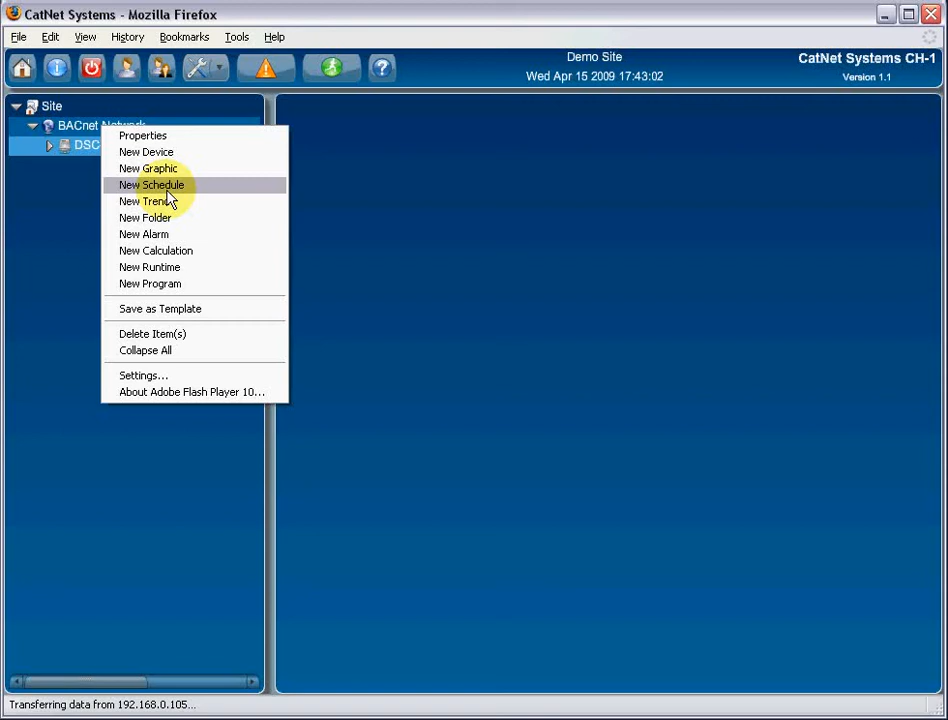 CatNet Systems - Mozilla Firefox
File Edit View History Bookmarks Tools Help
Demo Site
Wed Apr 15 2009 17:43:02
CatNet Systems CH-1
Version 1.1
Site
BACnet Network
DSC
Properties
New Device
New Graphic
New Schedule
New Trend
New Folder
New Alarm
New Calculation
New Runtime
New Program
Save as Template
Delete Item(s)
Collapse All
Settings...
About Adobe Flash Player 10...
Transferring data from 192.168.0.105...